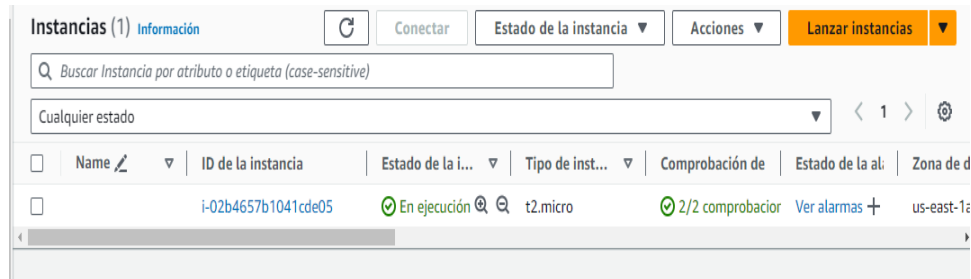 Instancias (1) Información Conectar Estado de la instancia Acciones Lanzar instancias
Buscar Instancia por atributo o etiqueta (case-sensitive)
Cualquier estado 1
Name ID de la instancia Estado de la i... Tipo de inst... Comprobación de Estado de la ala Zona de d
i-02b4657b1041cde05 En ejecución t2.micro 2/2 comprobacior Ver alarmas us-east-1a